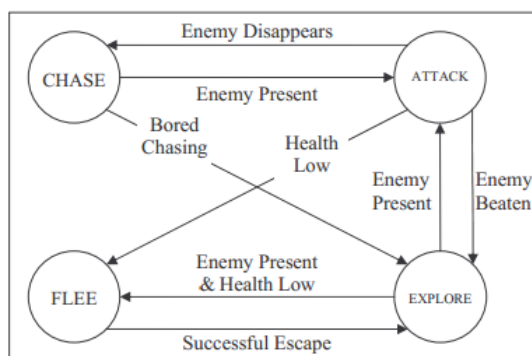 Enemy Disappears
CHASE
ATTACK
Enemy Present
Bored
Chasing
Health
Low
Enemy
Present
Enemy
Beaten
Enemy Present
& Health Low
FLEE
EXPLORE
Successful Escape